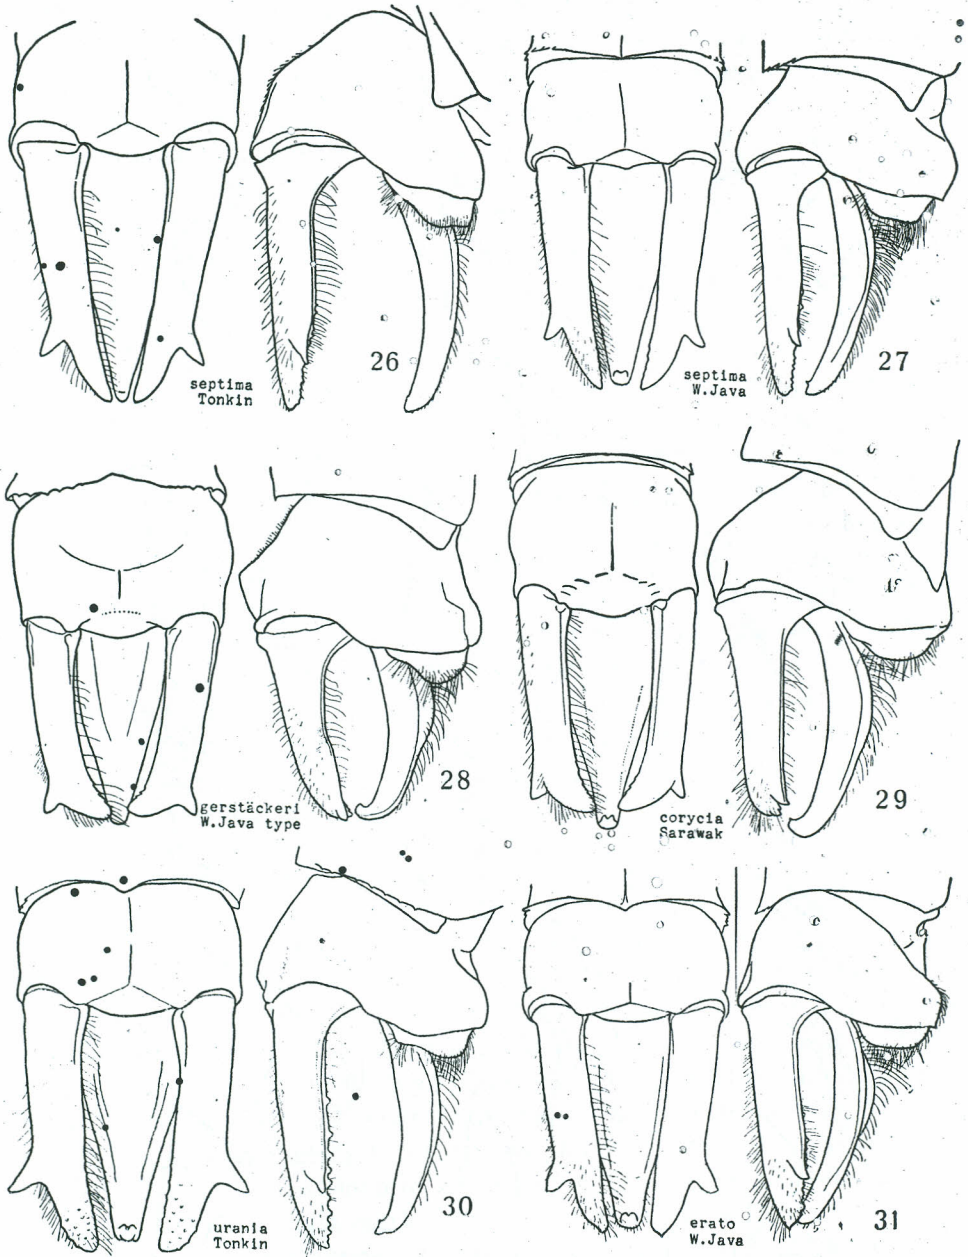 26
septima
Tonkin
27
septima
W.Java
28
gerstäckeri
W.Java type
29
corycia
Sarawak
30
urania
Tonkin
31
erato
W.Java